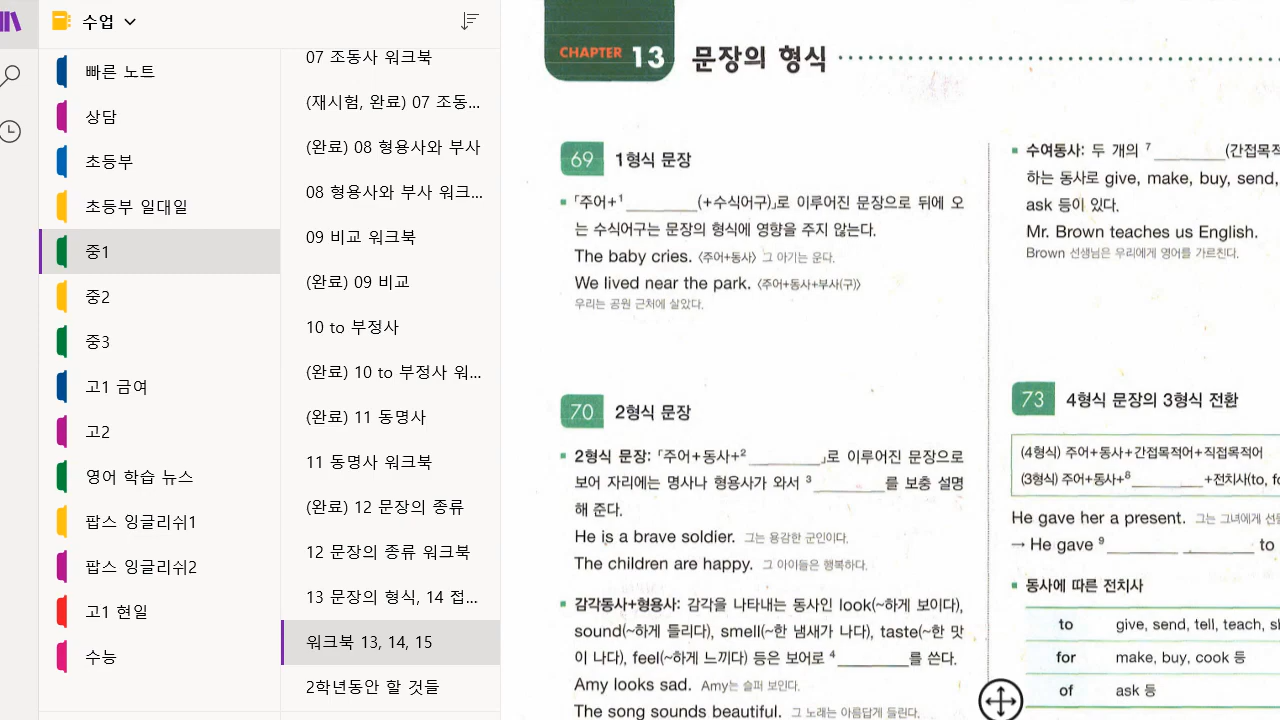 수업
빠른 노트
상담
초등부
초등부 일대일
중1
중2
중3
고1 금여
고2
영어 학습 뉴스
팝스 잉글리쉬1
팝스 잉글리쉬2
고1 현일
수능
07 조동사 워크북
(재시험, 완료) 07 조동...
(완료) 08 형용사와 부사
08 형용사와 부사 워크...
09 비교 워크북
(완료) 09 비교
10 to 부정사
(완료) 10 to 부정사 워...
(완료) 11 동명사
11 동명사 워크북
(완료) 12 문장의 종류
12 문장의 종류 워크북
13 문장의 형식, 14 접...
워크북 13, 14, 15
2학년동안 할 것들
CHAPTER 13 문장의 형식
69 1형식 문장
「주어+1 ________(+수식어구)」로 이루어진 문장으로 뒤에 오
는 수식어구는 문장의 형식에 영향을 주지 않는다.
The baby cries. 〈주어+동사〉 그 아기는 운다.
We lived near the park. 〈주어+동사+부사(구)〉
우리는 공원 근처에 살았다.
70 2형식 문장
2형식 문장: 「주어+동사+2 ________」로 이루어진 문장으로
보어 자리에는 명사나 형용사가 와서 3 ________를 보충 설명
해 준다.
He is a brave soldier. 그는 용감한 군인이다.
The children are happy. 그 아이들은 행복하다.
감각동사+형용사: 감각을 나타내는 동사인 look(~하게 보이다),
sound(~하게 들리다), smell(~한 냄새가 나다), taste(~한 맛
이 나다), feel(~하게 느끼다) 등은 보어로 4 ________를 쓴다.
Amy looks sad. Amy는 슬퍼 보인다.
The song sounds beautiful. 그 노래는 아름답게 들린다.
수여동사: 두 개의 7 ________(간접목적
하는 동사로 give, make, buy, send,
ask 등이 있다.
Mr. Brown teaches us English.
Brown 선생님은 우리에게 영어를 가르친다.
73 4형식 문장의 3형식 전환
(4형식) 주어+동사+간접목적어+직접목적어
(3형식) 주어+동사+8 ________ +전치사(to, fo
He gave her a present. 그는 그녀에게 선물
→ He gave 9 ________ ________ to
동사에 따른 전치사
to give, send, tell, teach, sh
for make, buy, cook 등
of ask 등